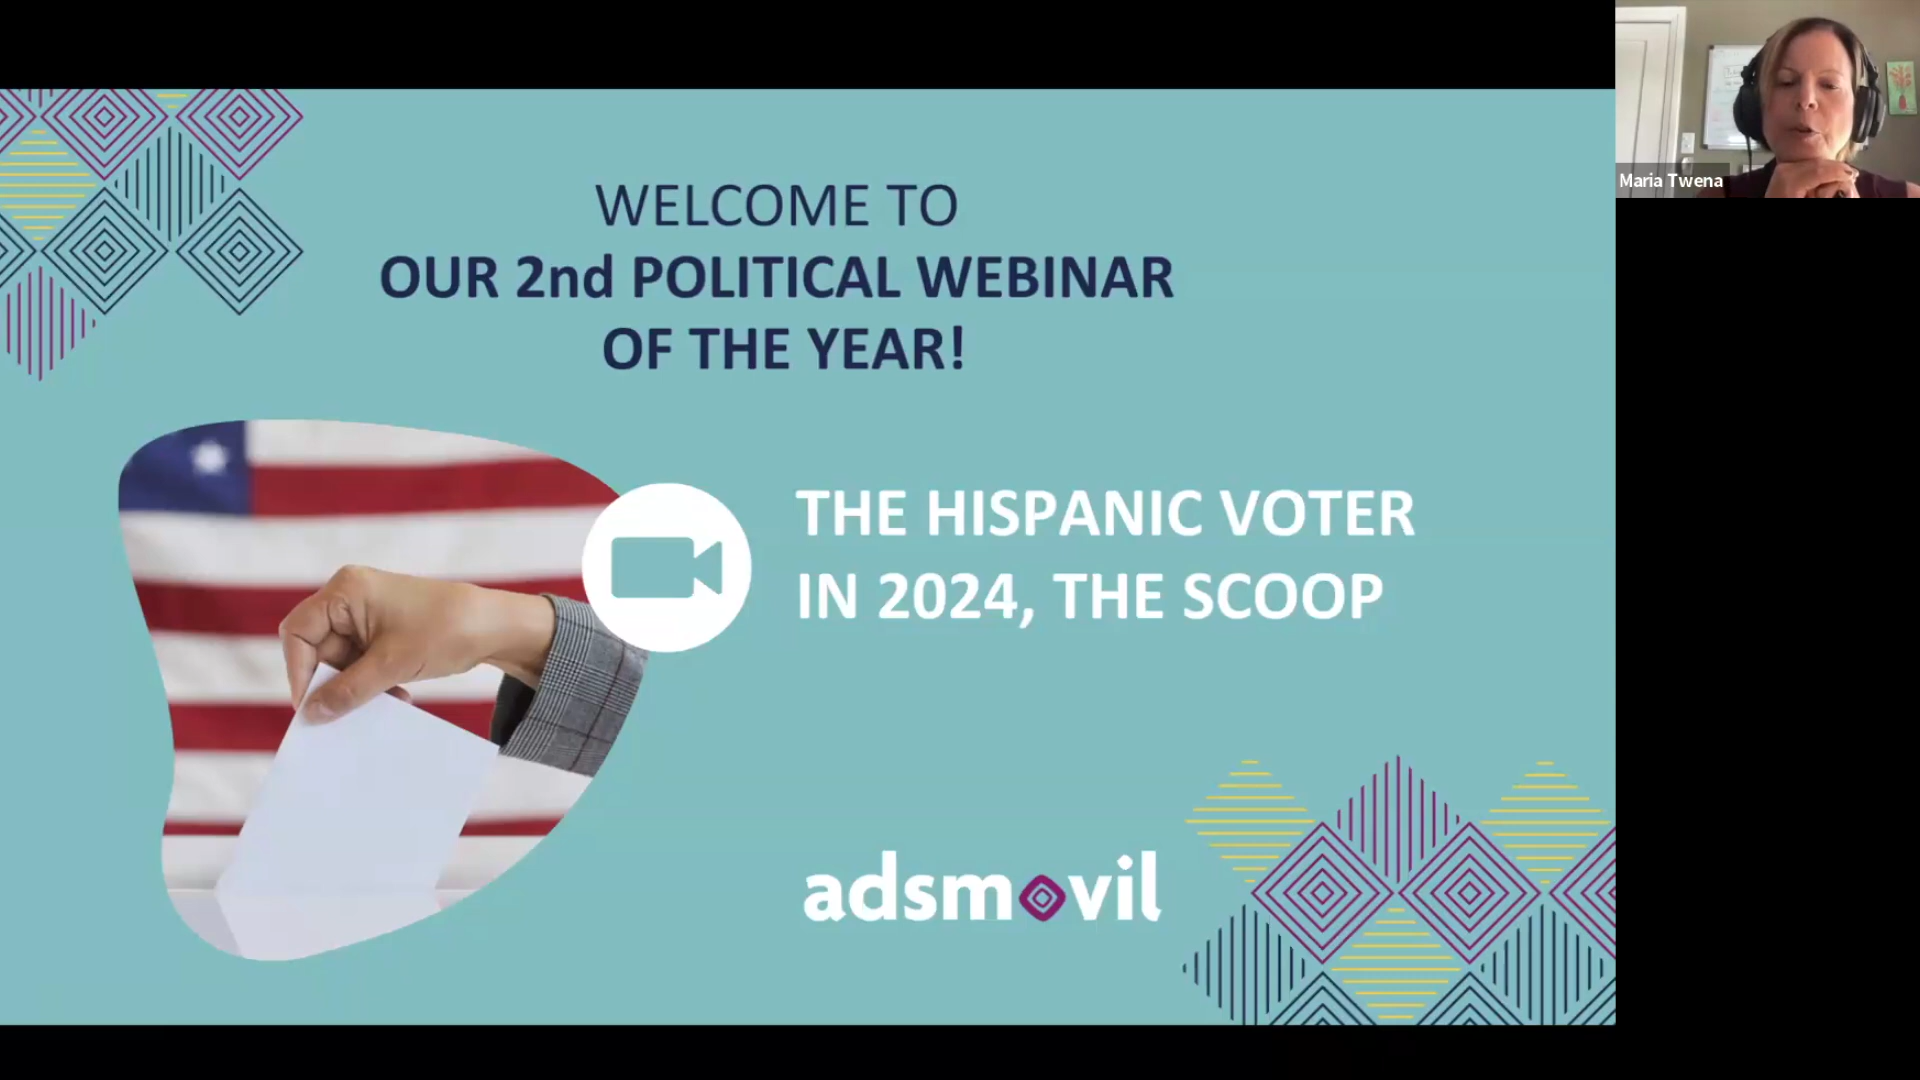 WELCOME TO
OUR 2nd POLITICAL WEBINAR
OF THE YEAR!
THE HISPANIC VOTER
IN 2024, THE SCOOP
adsmovil
Maria Twena